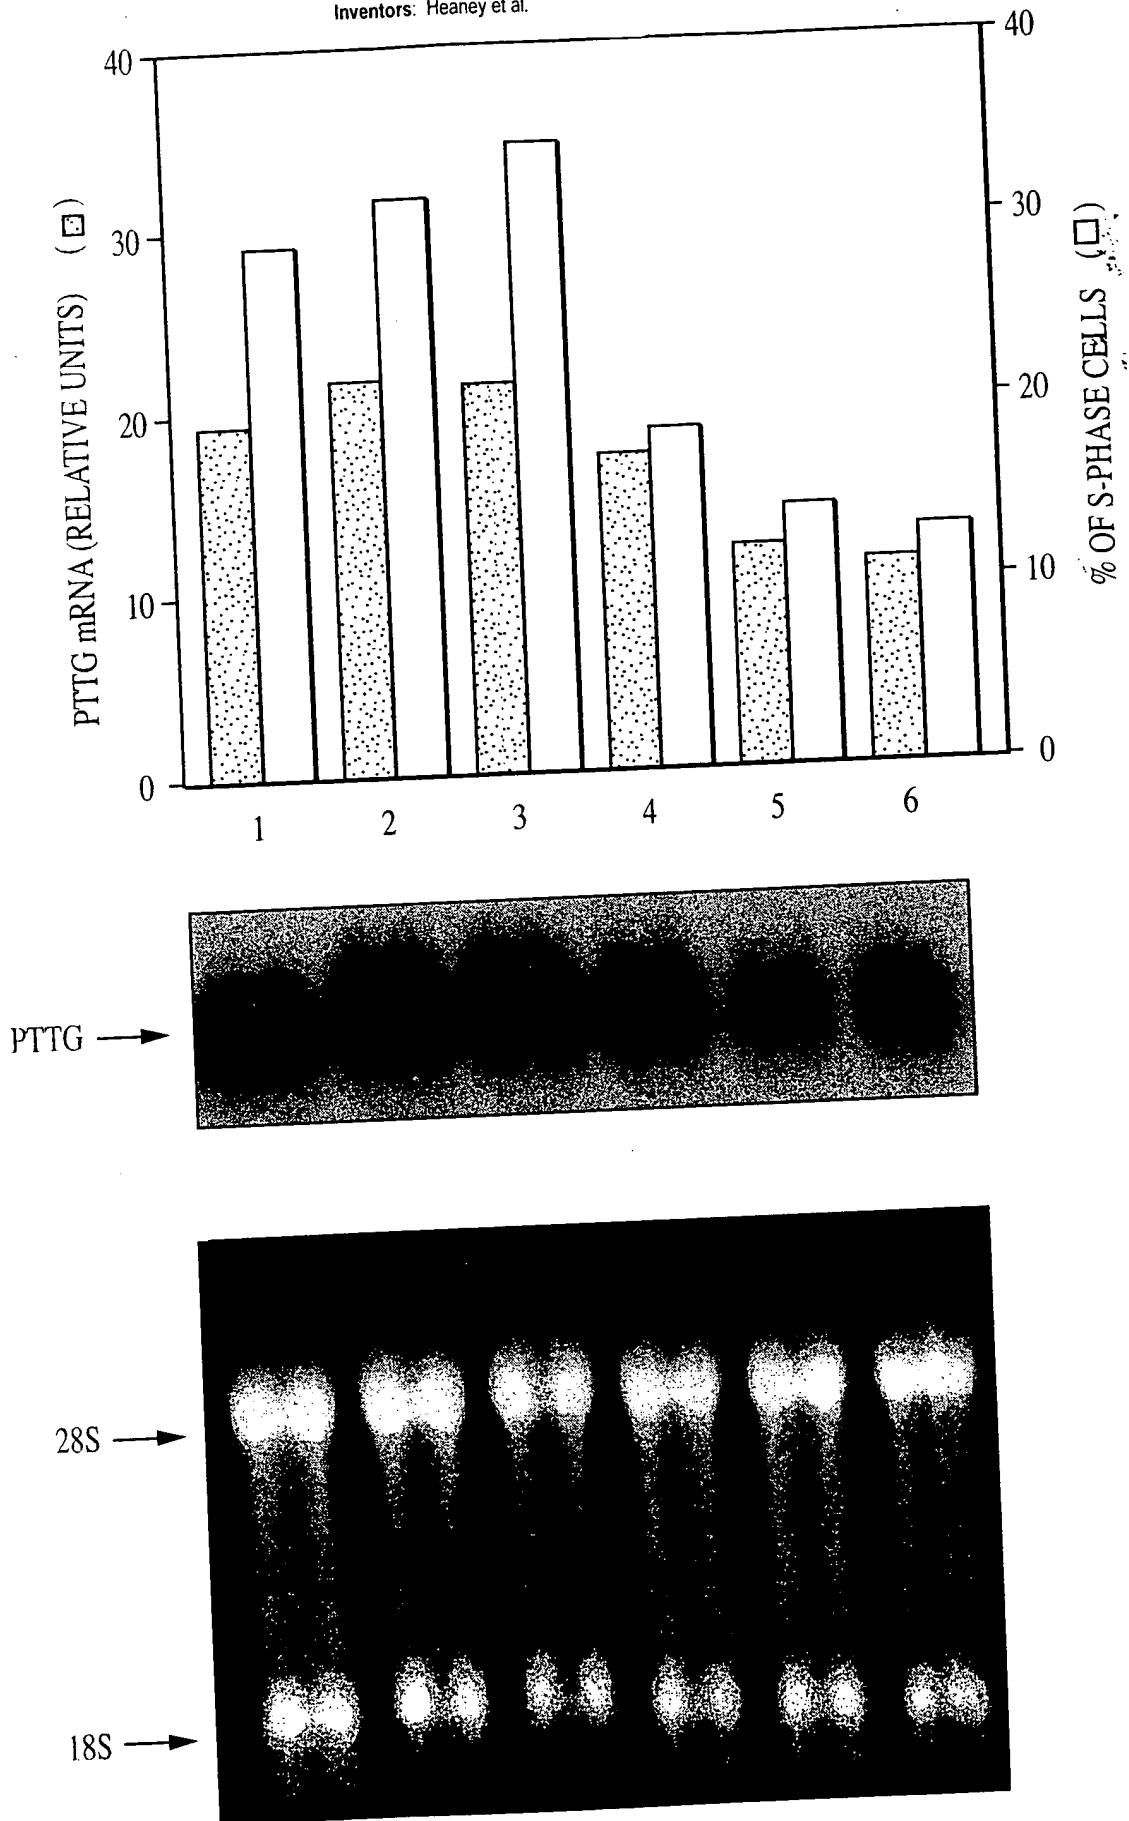 Inventors: Heaney et al.
40
30
20
10
0
PTTG mRNA (RELATIVE UNITS) ( )
40
30
20
10
0
% OF S-PHASE CELLS ( )
1 2 3 4 5 6
PTTG
28S
18S